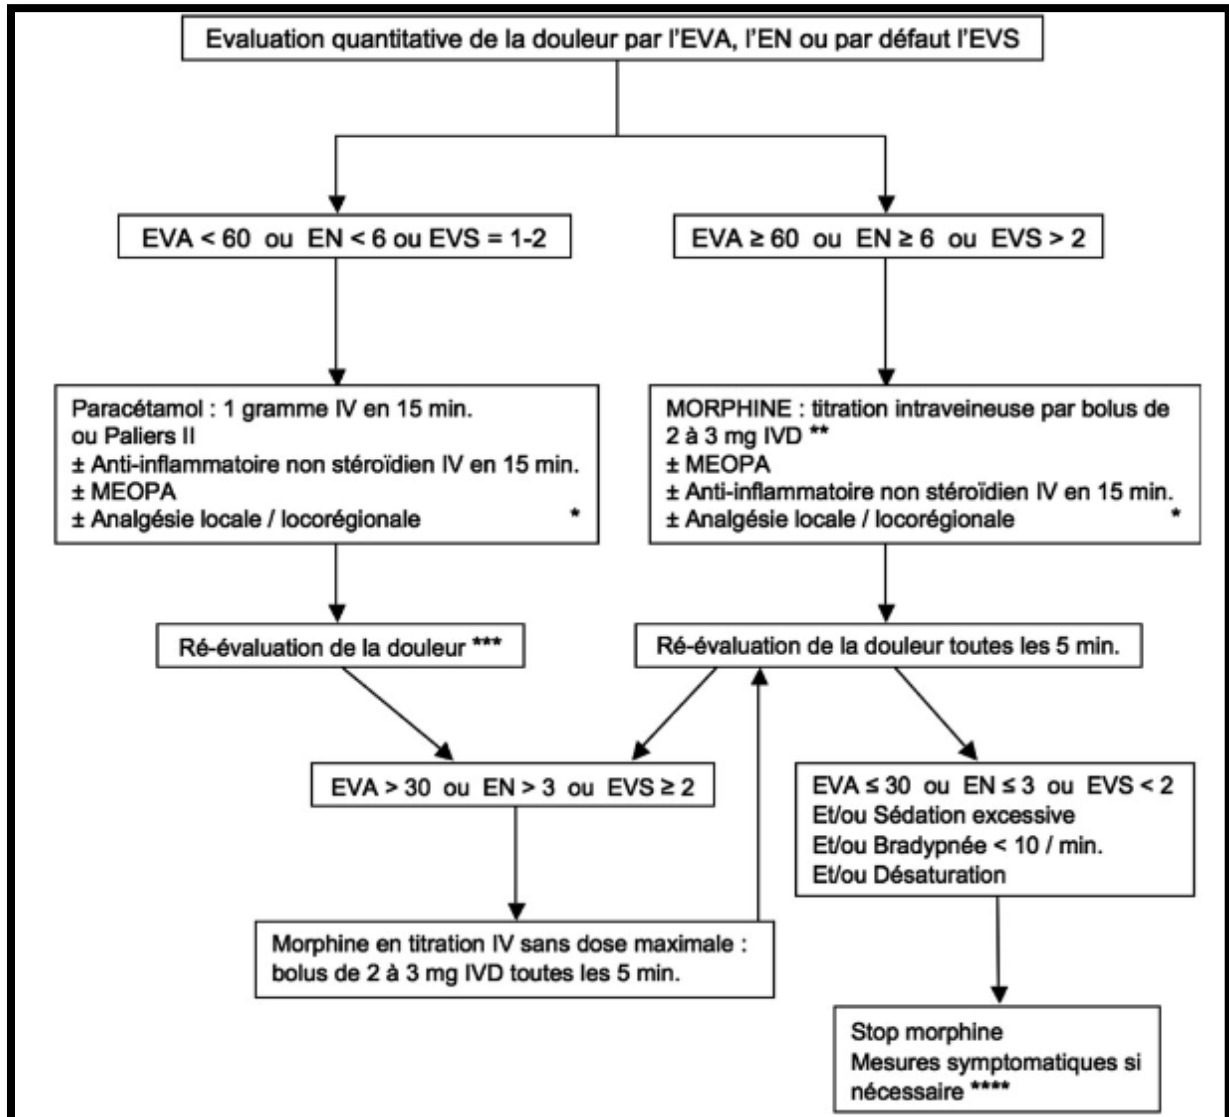 Evaluation quantitative de la douleur par l'EVA, l'EN ou par défaut l'EVS
EVA < 60 ou EN < 6 ou EVS = 1-2
EVA ≥ 60 ou EN ≥ 6 ou EVS > 2
Paracétamol : 1 gramme IV en 15 min.
ou Paliers II
± Anti-inflammatoire non stéroïdien IV en 15 min.
± MEOPA
± Analgésie locale / locorégionale *
MORPHINE : titration intraveineuse par bolus de
2 à 3 mg IVD **
± MEOPA
± Anti-inflammatoire non stéroïdien IV en 15 min.
± Analgésie locale / locorégionale *
Ré-évaluation de la douleur ***
Ré-évaluation de la douleur toutes les 5 min.
EVA > 30 ou EN > 3 ou EVS ≥ 2
EVA ≤ 30 ou EN ≤ 3 ou EVS < 2
Et/ou Sédation excessive
Et/ou Bradypnée < 10 / min.
Et/ou Désaturation
Morphine en titration IV sans dose maximale :
bolus de 2 à 3 mg IVD toutes les 5 min.
Stop morphine
Mesures symptomatiques si
nécessaire ****